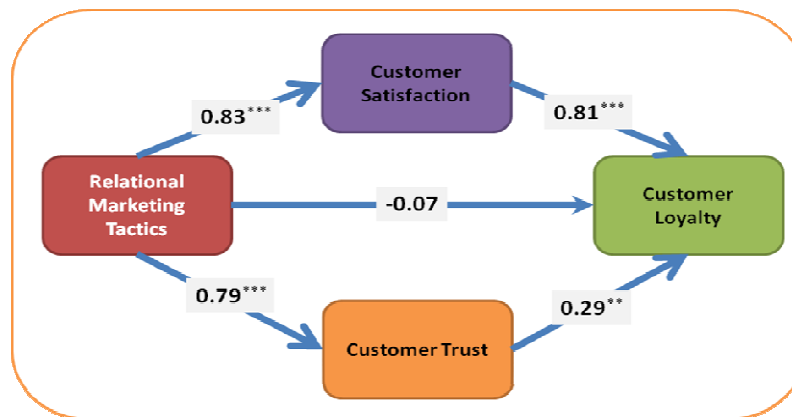 Customer
Satisfaction
0.83***
0.81***
Relational
Marketing
Tactics
-0.07
Customer
Loyalty
0.79***
0.29**
Customer Trust